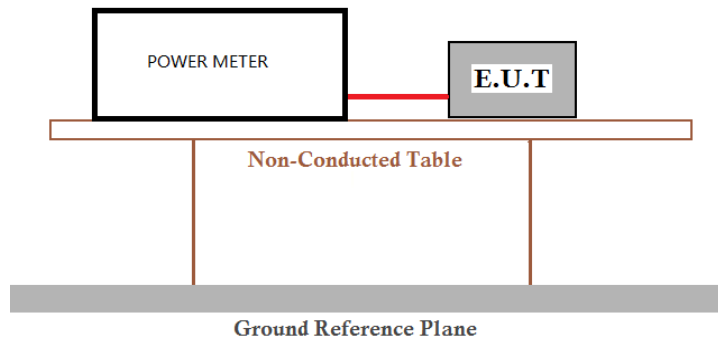 POWER METER
E.U.T
Non-Conducted Table
Ground Reference Plane